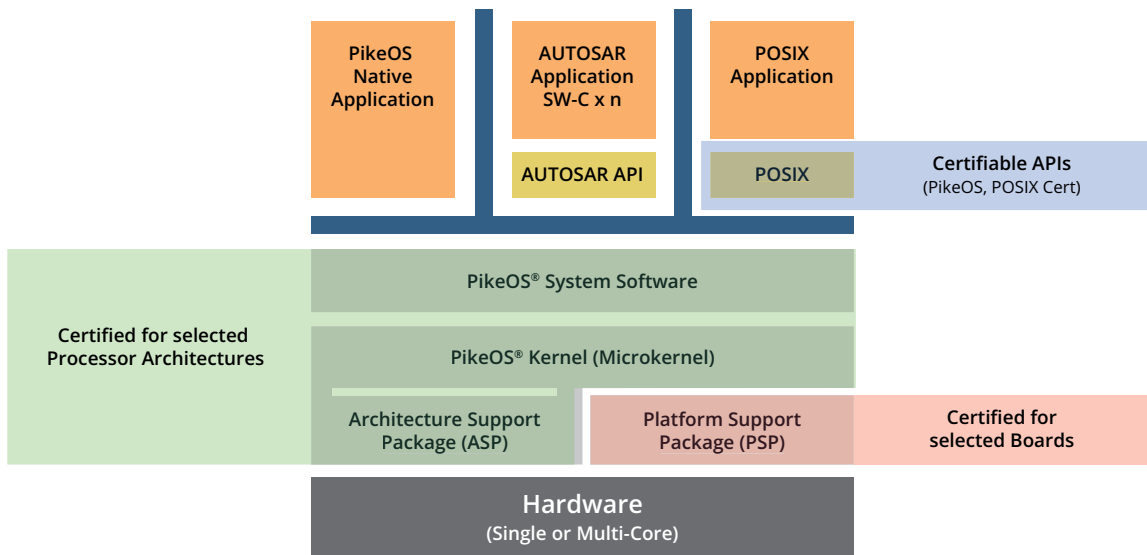 PikeOS
Native
Application
AUTOSAR
Application
SW-C x n
POSIX
Application
AUTOSAR API
POSIX
Certifiable APIs
(PikeOS, POSIX Cert)
PikeOS® System Software
Certified for selected
Processor Architectures
PikeOS® Kernel (Microkernel)
Architecture Support
Package (ASP)
Platform Support
Package (PSP)
Certified for
selected Boards
Hardware
(Single or Multi-Core)